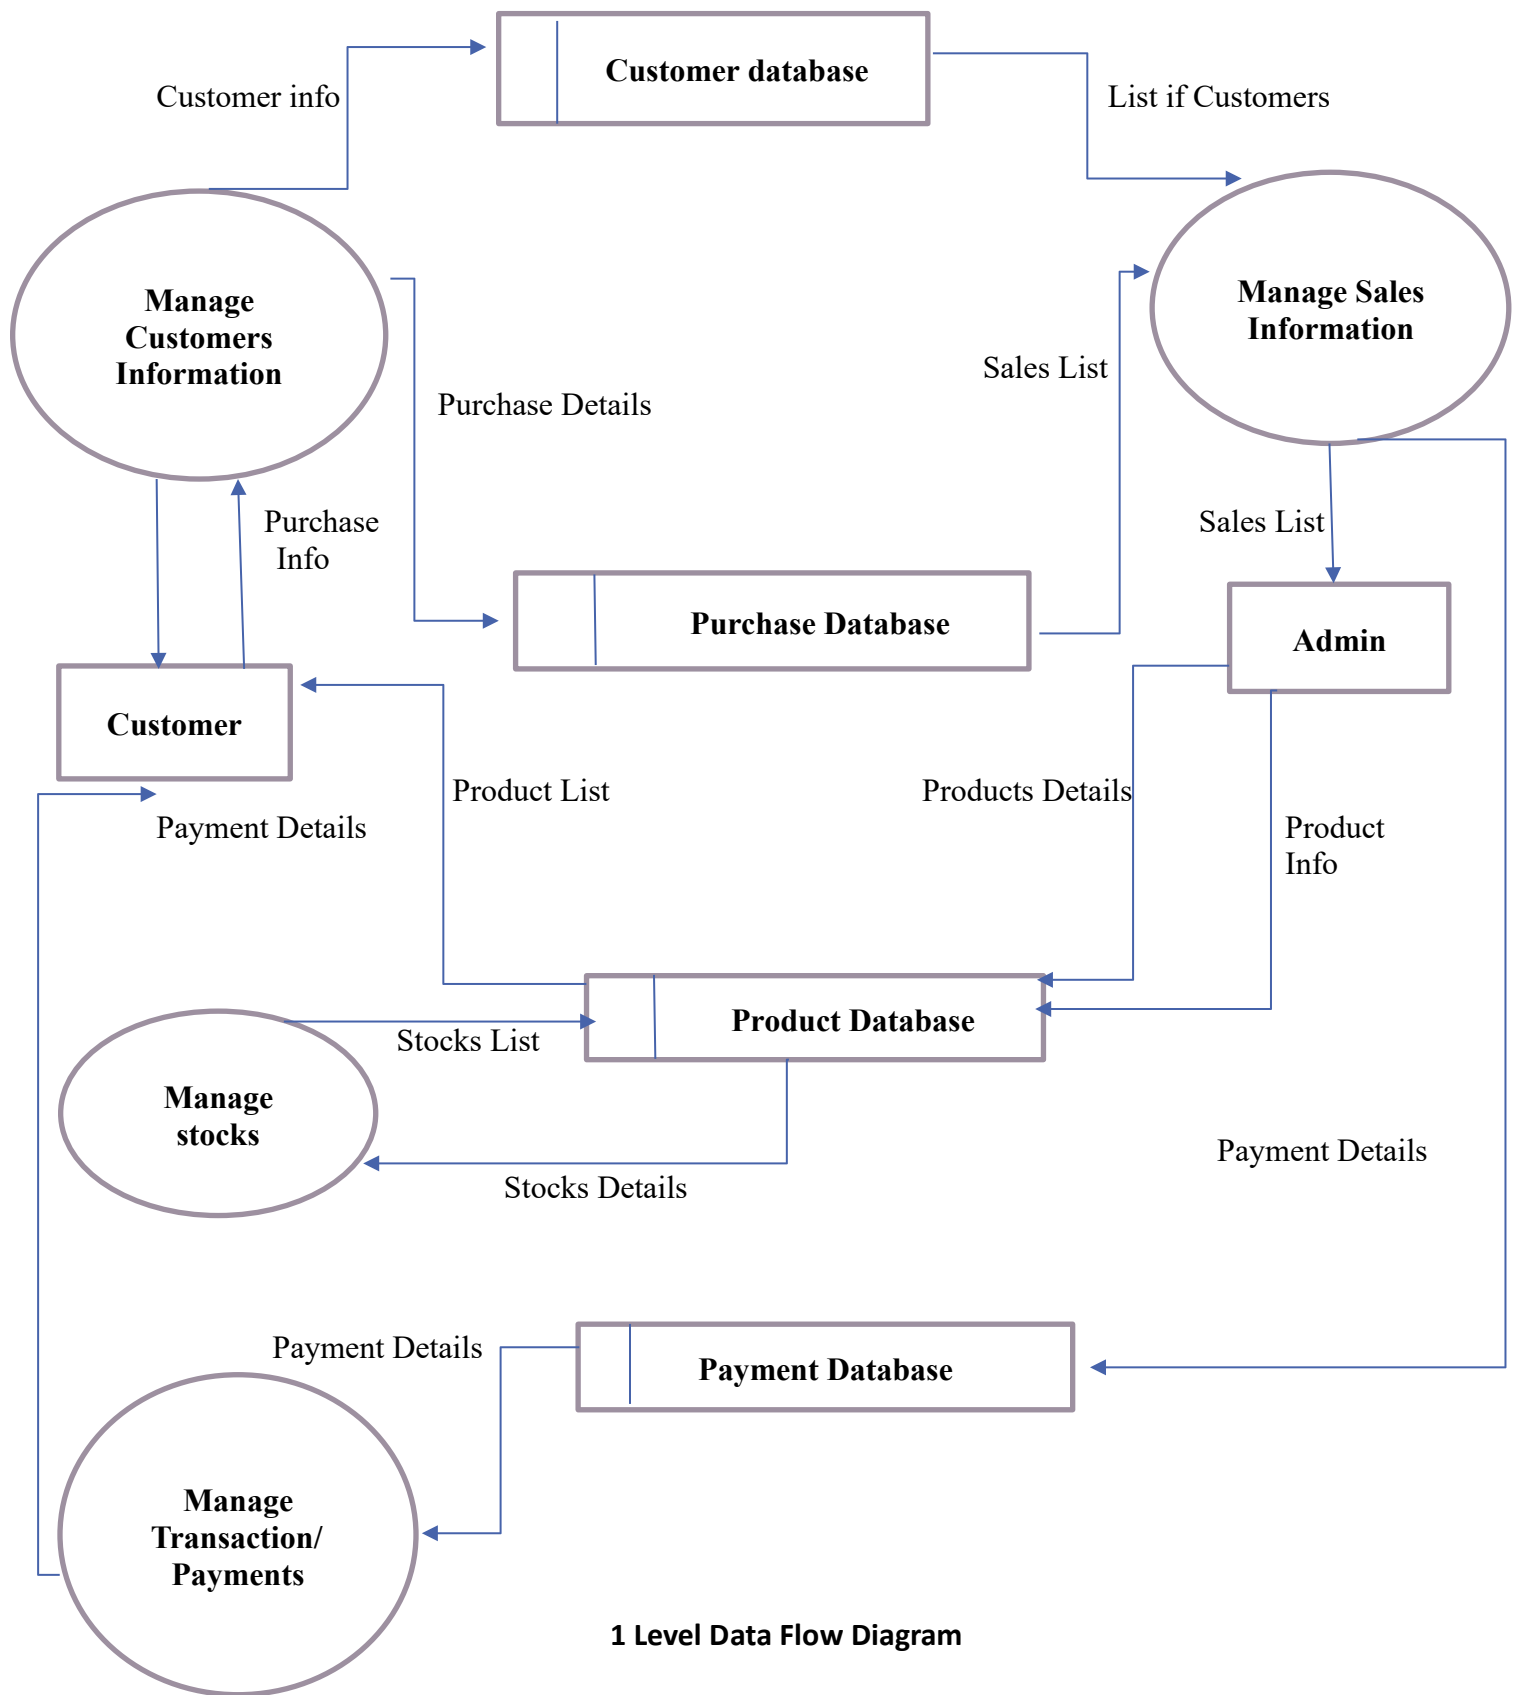 Customer database
Customer info
List if Customers
Manage
Customers
Information
Manage Sales
Information
Sales List
Purchase Details
Purchase
Info
Sales List
Purchase Database
Admin
Customer
Product List
Products Details
Payment Details
Product
Info
Product Database
Stocks List
Manage
stocks
Payment Details
Stocks Details
Payment Details
Payment Database
Manage
Transaction/
Payments
1 Level Data Flow Diagram